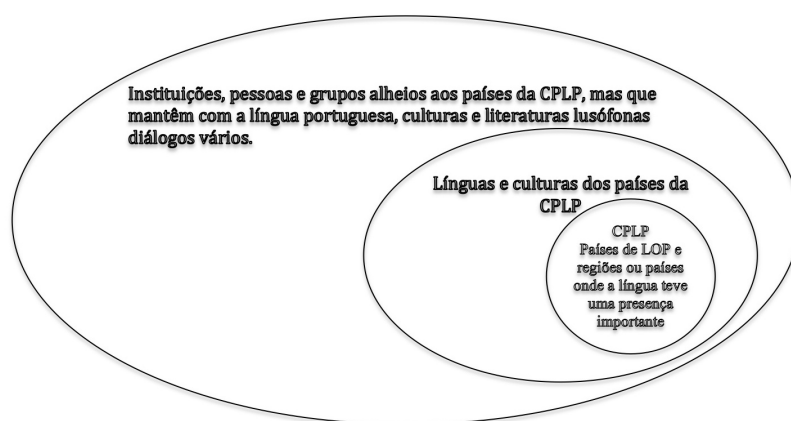 Instituições, pessoas e grupos alheios aos países da CPLP, mas que
mantêm com a língua portuguesa, culturas e literaturas lusófonas
diálogos vários.
Línguas e culturas dos países da
CPLP
CPLP
Países de LOP e
regiões ou países
onde a língua teve
uma presença
importante